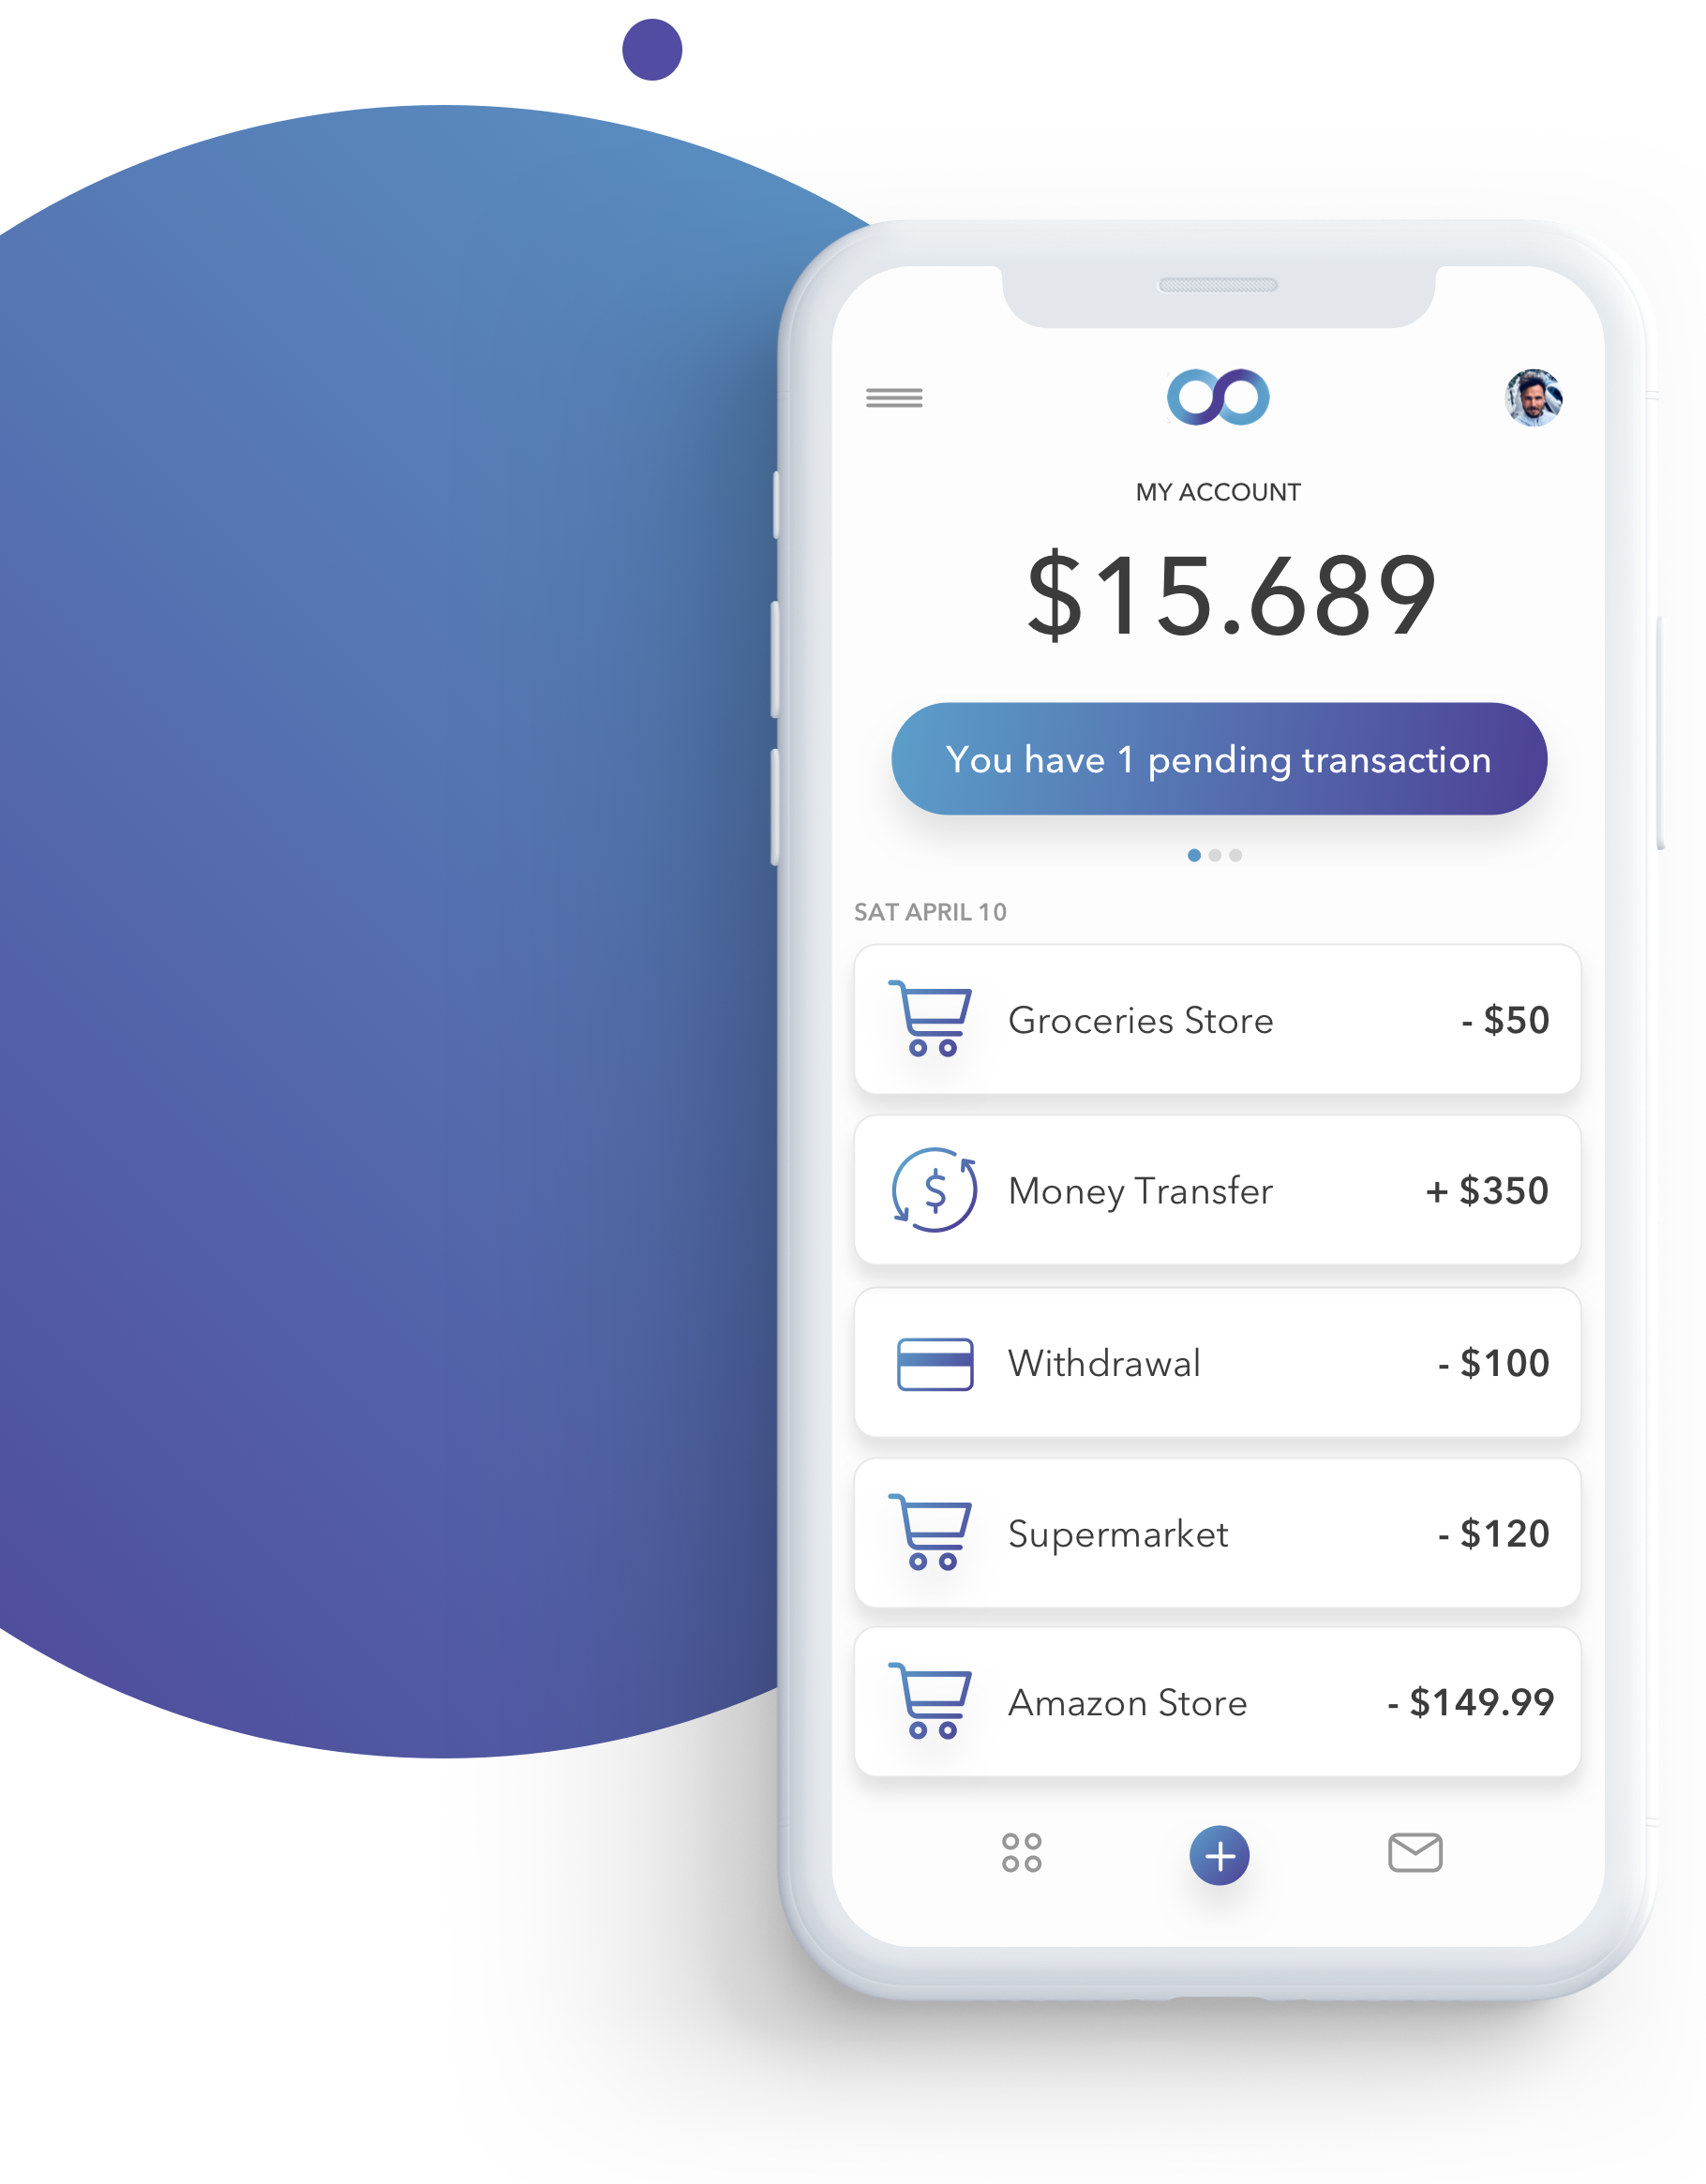 MY ACCOUNT
$15.689
You have 1 pending transaction
SAT APRIL 10
Groceries Store - $50
$
Money Transfer + $350
Withdrawal - $100
Supermarket - $120
Amazon Store - $149.99